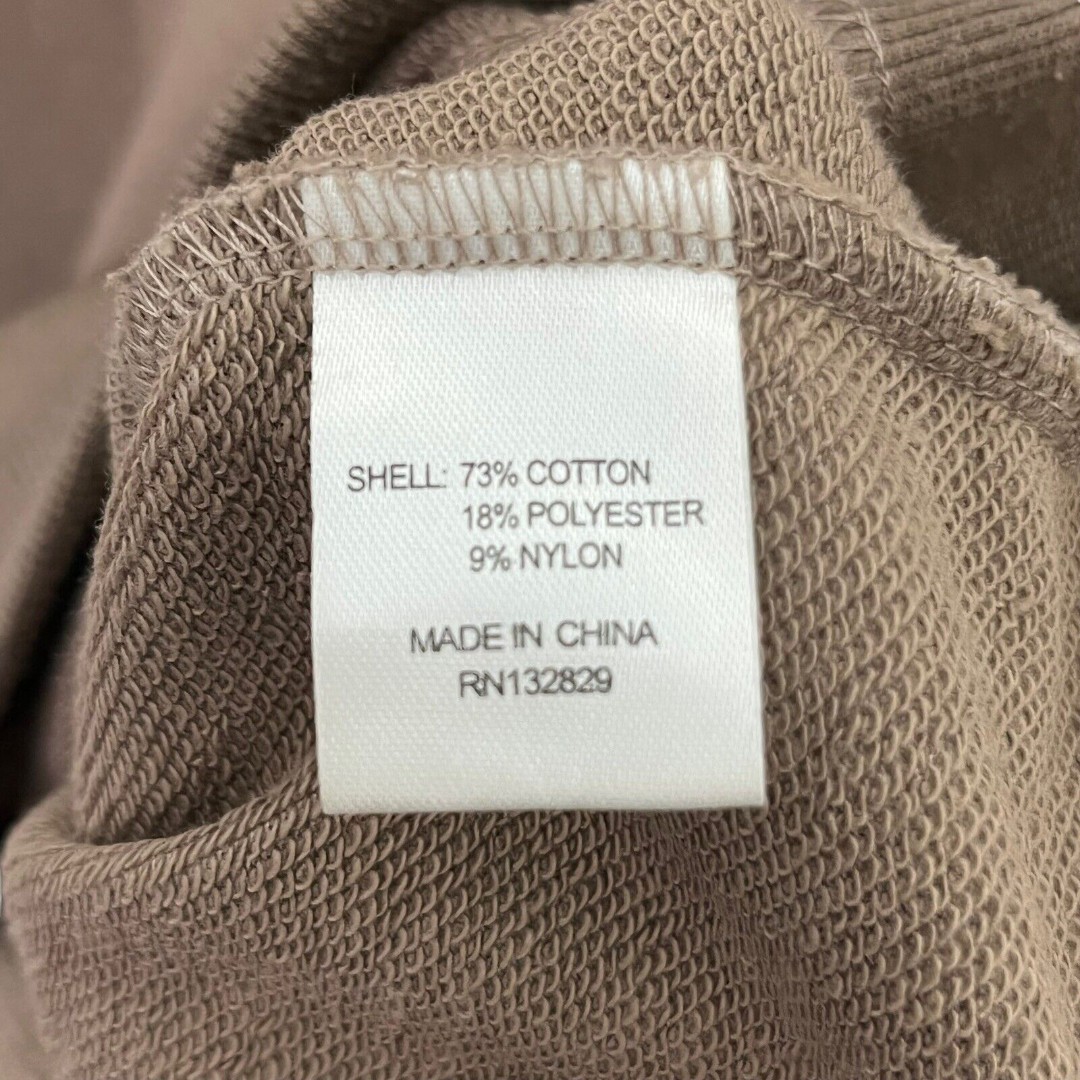 SHELL: 73% COTTON
18% POLYESTER
9% NYLON
MADE IN CHINA
RN132829